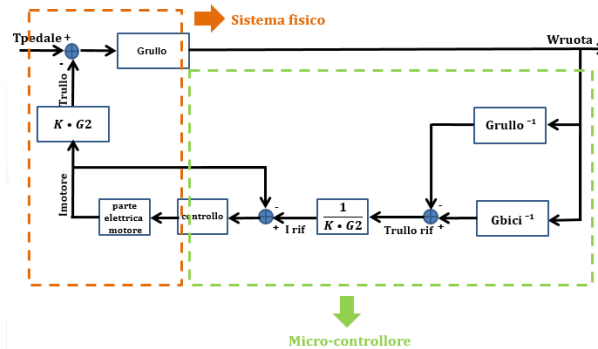 Sistema fisico
Tpedale +
-
Grullo
Wruota
Trullo
K • G2
Grullo ⁻¹
Imotore
parte
elettrica
motore
controllo
-
+
I rif
1
K • G2
Trullo rif
-
+
Gbici ⁻¹
Micro-controllore